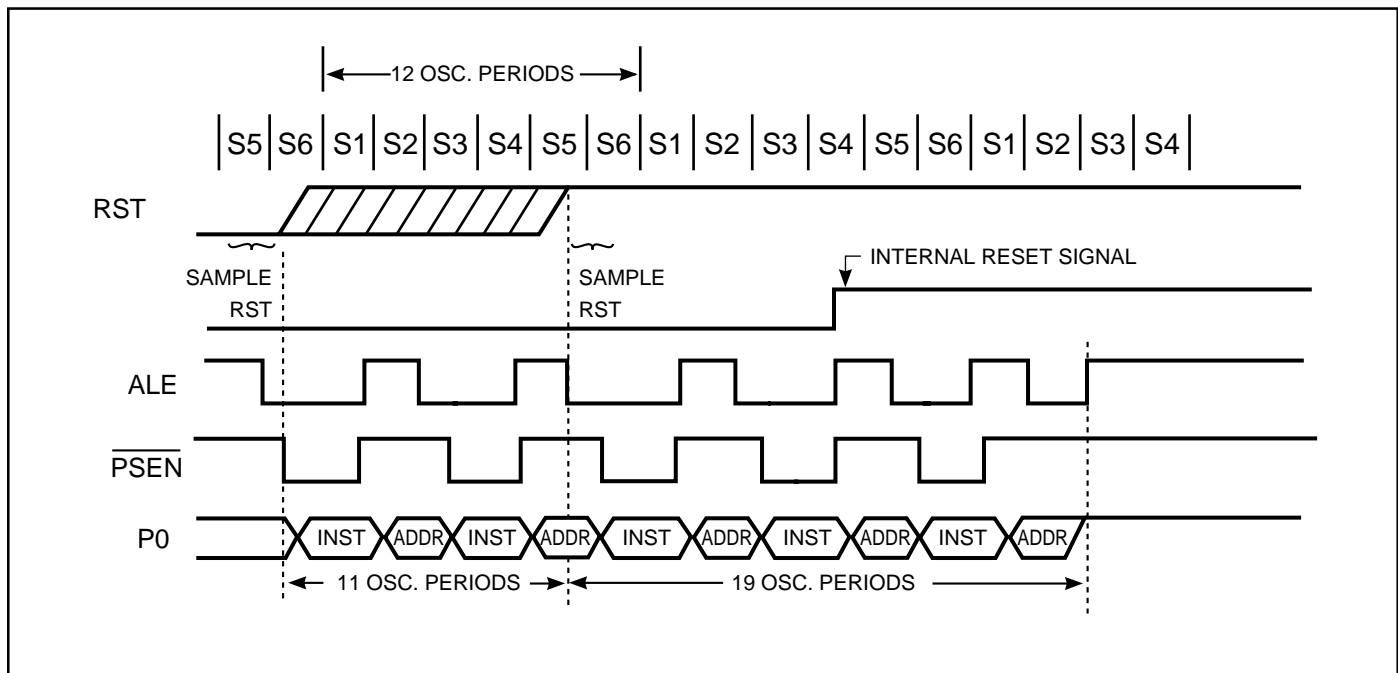 12 OSC. PERIODS
S5 S6 S1 S2 S3 S4 S5 S6 S1 S2 S3 S4 S5 S6 S1 S2 S3 S4
RST
SAMPLE
RST
SAMPLE
RST
INTERNAL RESET SIGNAL
ALE
PSEN
P0
INST ADDR INST ADDR INST ADDR INST ADDR INST ADDR
11 OSC. PERIODS
19 OSC. PERIODS